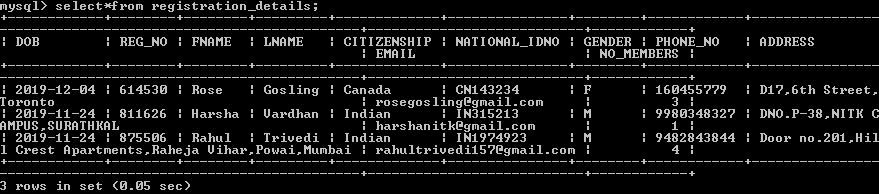 mysql> select*from registration_details;
| DOB | REG_NO | FNAME | LNAME | CITIZENSHIP | NATIONAL_IDNO | GENDER | PHONE_NO | ADDRESS
| EMAIL | NO_MEMBERS |
| 2019-12-04 | 614530 | Rose | Gosling | Canada | CN143234 | F | 160455779 | D17,6th Street,
Toronto | rosegosling@gmail.com | 3 |
| 2019-11-24 | 811626 | Harsha | Vardhan | Indian | IN315213 | M | 9980348327 | DNO.P-38,NITK C
AMPUS,SURATHKAL | harshanitk@gmail.com | 1 |
| 2019-11-24 | 875506 | Rahul | Trivedi | Indian | IN1974923 | M | 9482843844 | Door no.201,Hil
l Crest Apartments,Raheja Vihar,Powai,Mumbai | rahultrivedi157@gmail.com | 4 |
3 rows in set (0.05 sec)